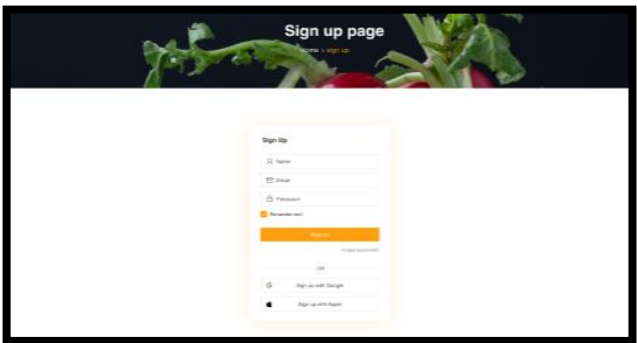 Sign up page
Home > sign up
Sign Up
Name
Email
Password
Remember me?
Sign Up
Forgot password?
OR
Sign up with Google
Sign up with Apple